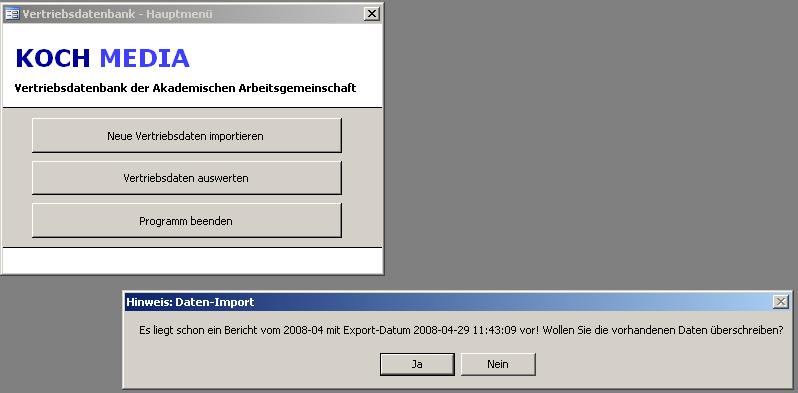 Vertriebsdatenbank - Hauptmenü
KOCH MEDIA
Vertriebsdatenbank der Akademischen Arbeitsgemeinschaft
Neue Vertriebsdaten importieren
Vertriebsdaten auswerten
Programm beenden
Hinweis: Daten-Import
Es liegt schon ein Bericht vom 2008-04 mit Export-Datum 2008-04-29 11:43:09 vor! Wollen Sie die vorhandenen Daten überschreiben?
Ja
Nein